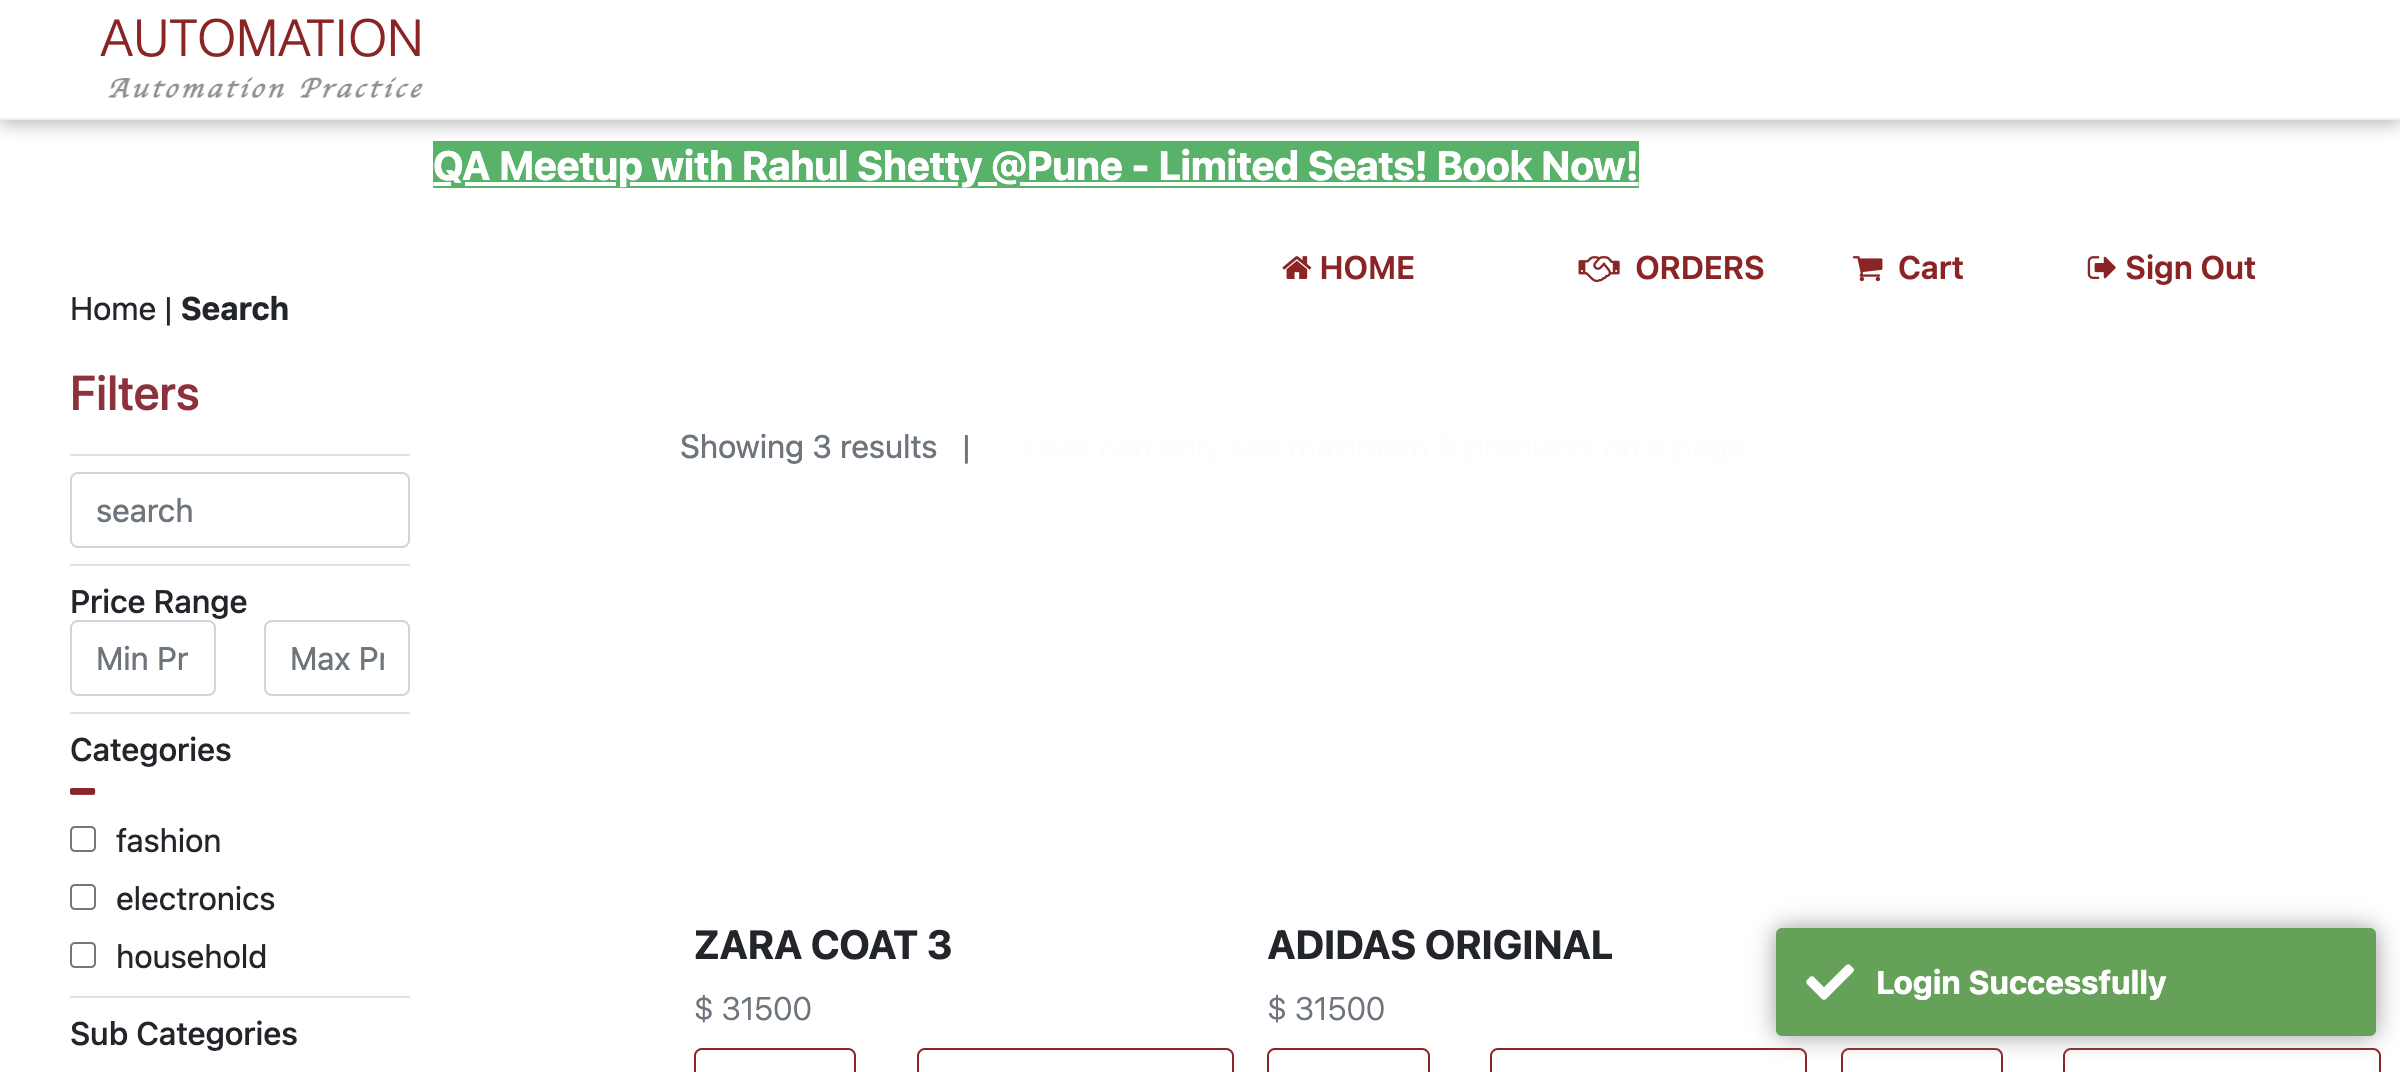 AUTOMATION
Automation Practice
QA Meetup with Rahul Shetty @Pune - Limited Seats! Book Now!
HOME
ORDERS
Cart
Sign Out
Home | Search
Filters
Showing 3 results |
User can only see maximum 9 products on a page
search
Price Range
Min Pr
Max Pr
Categories
fashion
electronics
household
Sub Categories
ZARA COAT 3
ADIDAS ORIGINAL
$ 31500
$ 31500
Login Successfully